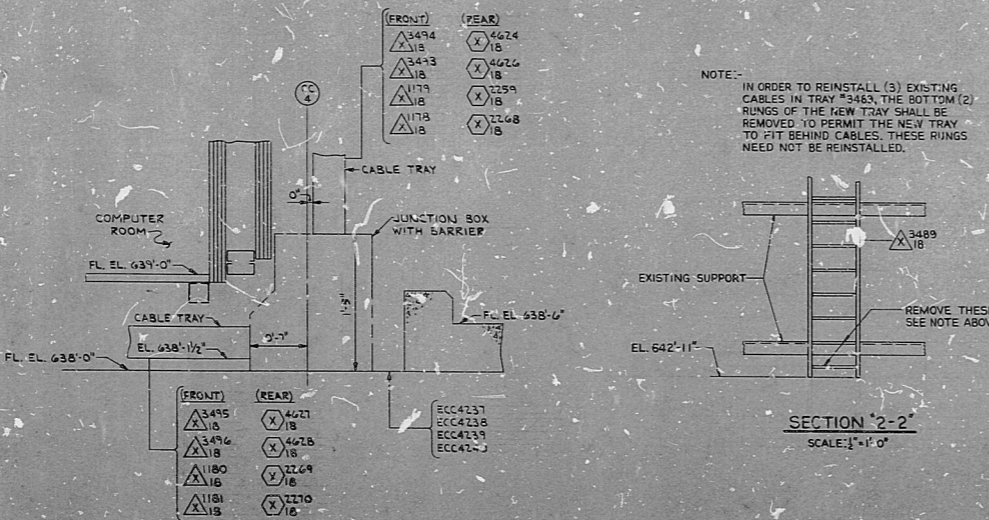 (FRONT) (REAR)
X 3494 18 X 4624 18
X 3493 18 X 4626 18
X 1179 18 X 2259 18
X 1178 18 X 2268 18
CC 4
CABLE TRAY
0"
COMPUTER
ROOM
JUNCTION BOX
WITH BARRIER
FL. EL. 639'-0"
CABLE TRAY
EL. 638'-1½"
FL. EL. 638'-0"
FL. EL. 638'-6"
(FRONT) (REAR)
X 3495 18 X 4627 18
X 3496 18 X 4628 18
X 1180 18 X 2269 18
X 1181 18 X 2270 18
ECC4237
ECC4238
ECC4239
NOTE:-
IN ORDER TO REINSTALL (3) EXISTING
CABLES IN TRAY #3463, THE BOTTOM (2)
RUNGS OF THE NEW TRAY SHALL BE
REMOVED TO PERMIT THE NEW TRAY
TO FIT BEHIND CABLES. THESE RUNGS
NEED NOT BE REINSTALLED.
X 3489 18
EXISTING SUPPORT
REMOVE THESE
SEE NOTE ABOV
EL. 642'-11"
SECTION "2-2"
SCALE: ½"=1'-0"